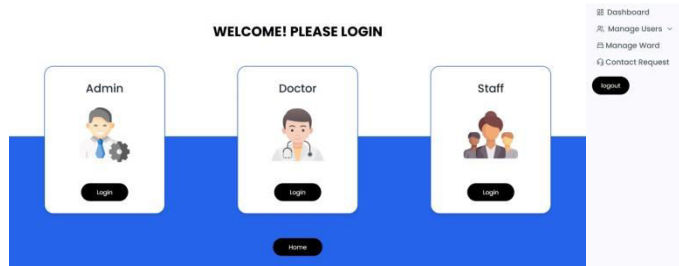 WELCOME! PLEASE LOGIN
Admin
Doctor
Staff
Login
Login
Login
Home
Dashboard
Manage Users
Manage Ward
Contact Request
logout